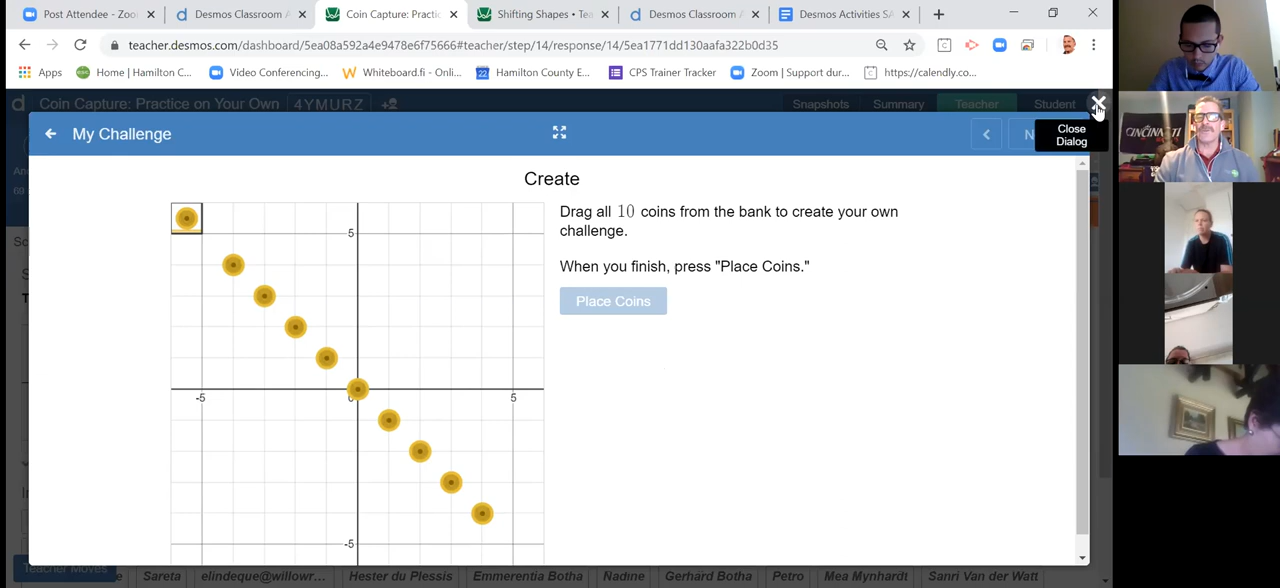 Post Attendee - Zoo
Desmos Classroom A
Coin Capture: Practic
Shifting Shapes • Tea
Desmos Classroom A
Desmos Activities SA
teacher.desmos.com/dashboard/5ea08a592a4e9478e6f75666#teacher/step/14/response/14/5ea1771dd130aafa322b0d35
Apps
Home | Hamilton C...
Video Conferencing...
Whiteboard.fi - Onli...
22
Hamilton County E...
CPS Trainer Tracker
Zoom | Support dur...
https://calendly.co...
Coin Capture: Practice on Your Own
4YMURZ
Snapshots
Summary
Teacher
Student
My Challenge
Close
Dialog
CINCINNATI
Create
Drag all 10 coins from the bank to create your own
challenge.
When you finish, press "Place Coins."
Place Coins
5
-5
5
-5
Teacher Moves
Sareta
elindeque@willowr...
Hester du Plessis
Emmerentia Botha
Nadine
Gerhard Botha
Petro
Mea Mynhardt
Sanri Van der Watt